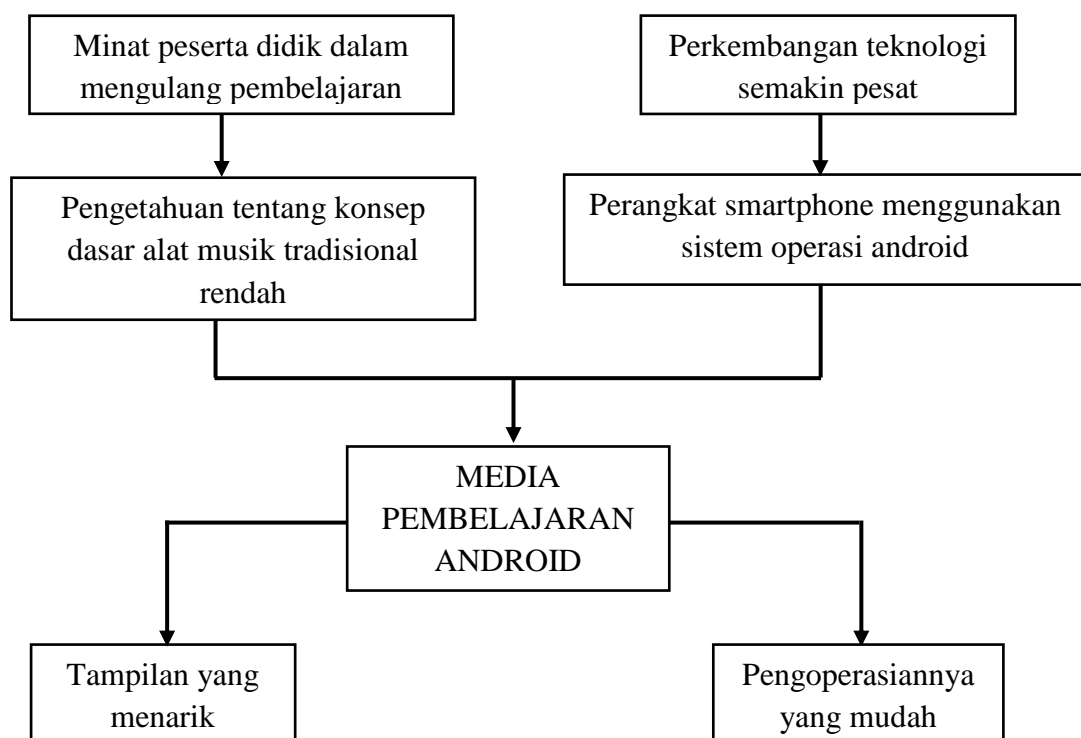 Minat peserta didik dalam
mengulang pembelajaran
Perkembangan teknologi
semakin pesat
Pengetahuan tentang konsep
dasar alat musik tradisional
rendah
Perangkat smartphone menggunakan
sistem operasi android
MEDIA
PEMBELAJARAN
ANDROID
Tampilan yang
menarik
Pengoperasiannya
yang mudah